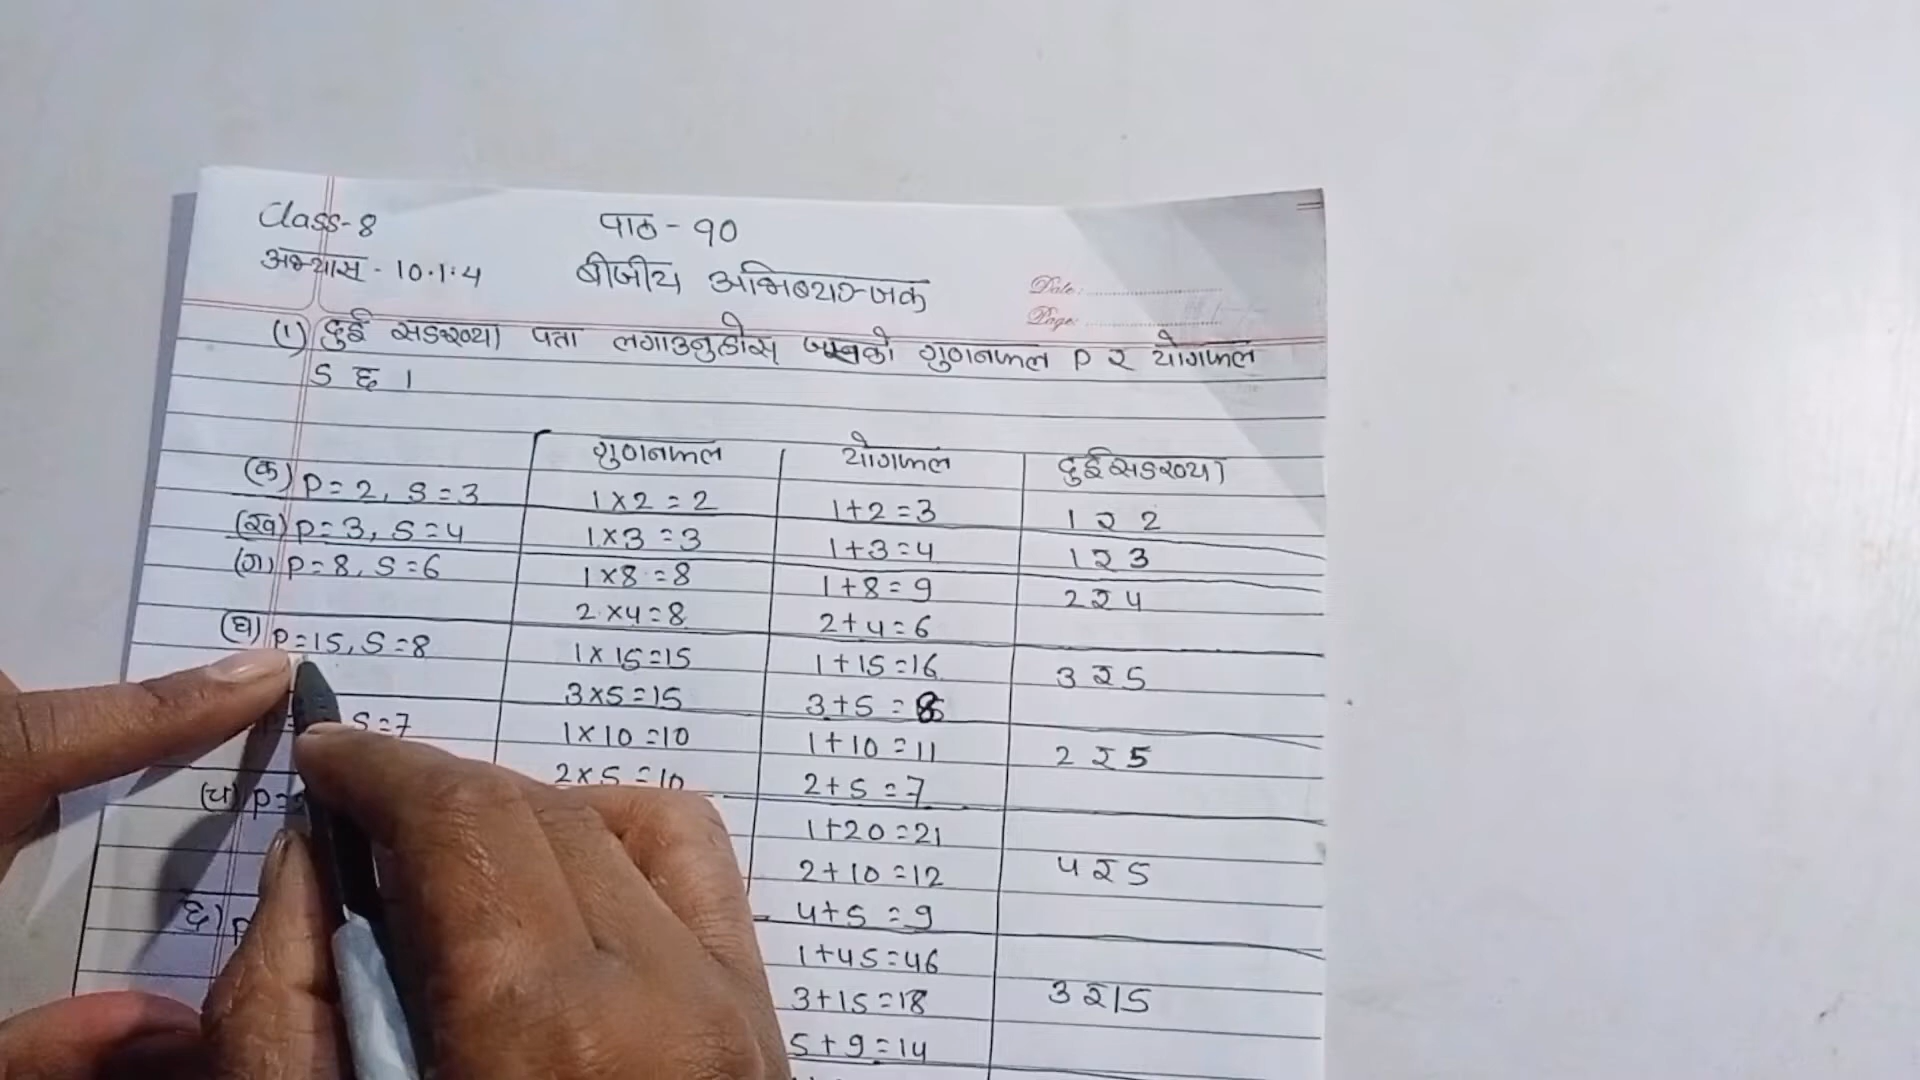 Class-8 पाठ - १०
अभ्यास - 10.1.4 बीजीय अभिव्यञ्जक
Date:
Page:
(१) दुई सङख्या पता लगाउनुहोस् जसको गुणनफल P र योगफल
S छ ।
गुणनफल योगफल दुई सङख्या
(क) P=2, S=3 1×2=2 1+2=3 1 र 2
(ख) P=3, S=4 1×3=3 1+3=4 1 र 3
(ग) P=8, S=6 1×8=8 1+8=9 2 र 4
2×4=8 2+4=6
(घ) P=15, S=8 1×15=15 1+15=16 3 र 5
3×5=15 3+5=8
S=7 1×10=10 1+10=11 2 र 5
2×5=10 2+5=7
(च) P= 1+20=21
2+10=12 4 र 5
4+5=9
छ) P 1+45=46
3+15=18 3 र 15
5+9=14